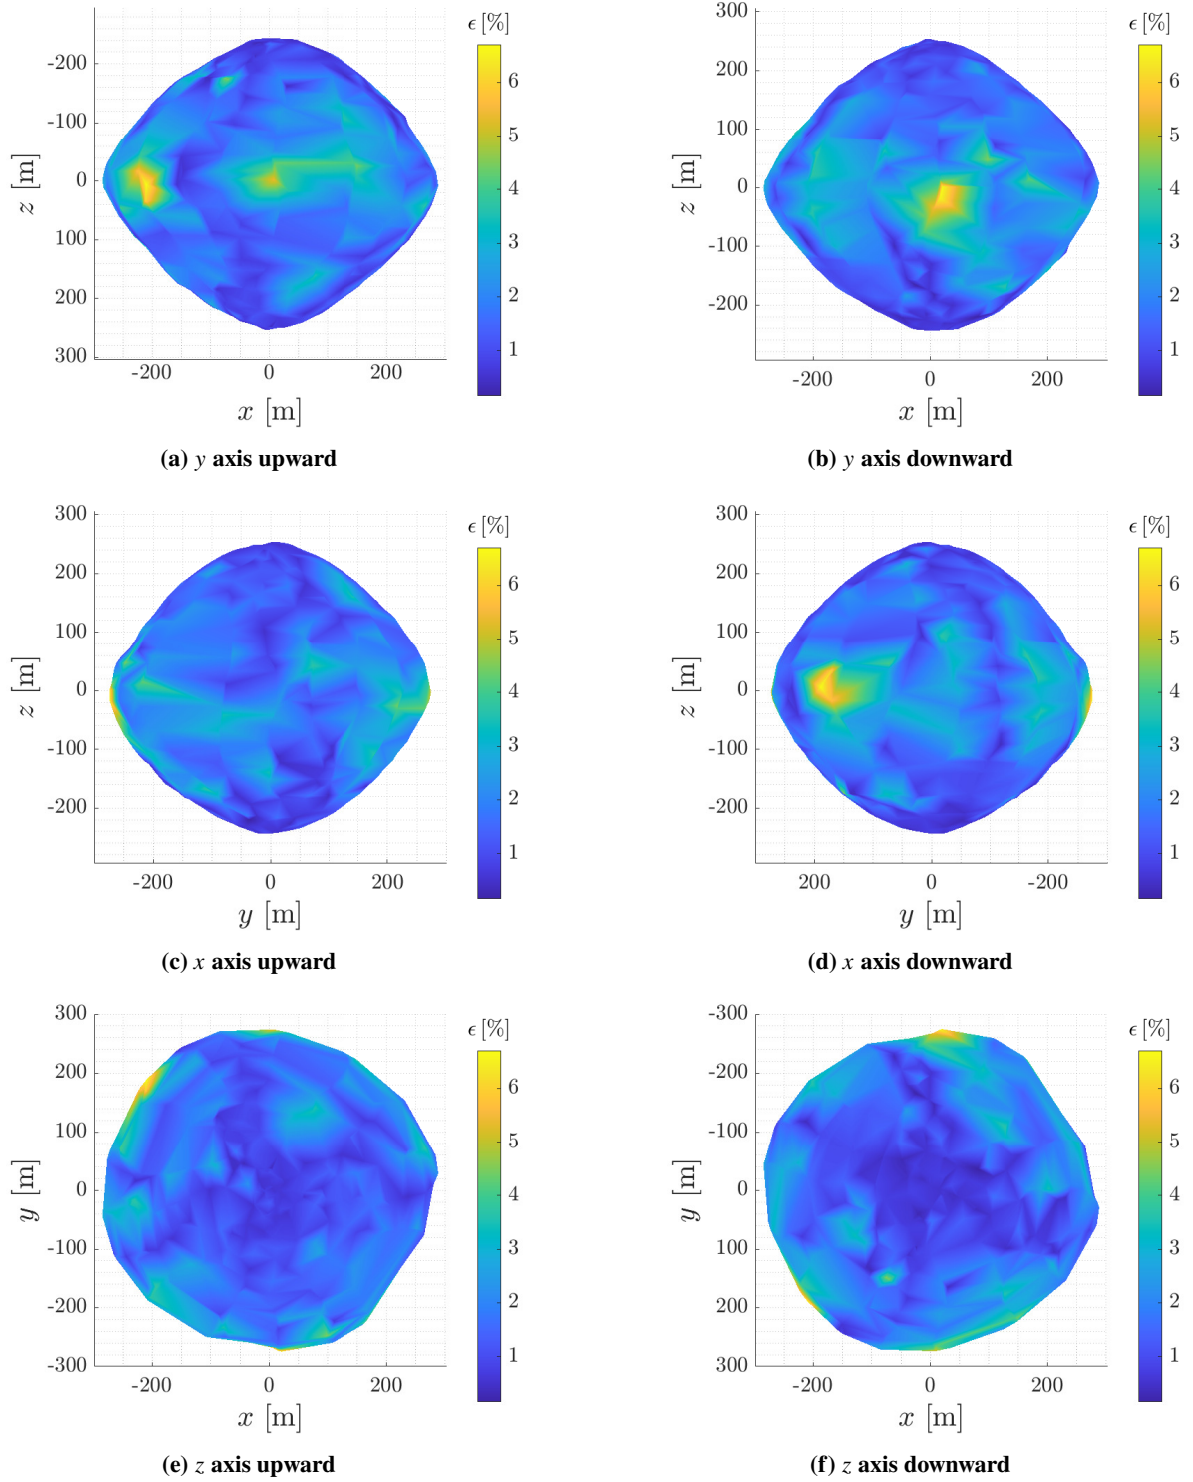 ϵ [%]
-200
-100
0
100
200
300
z [m]
-200 0 200
x [m]
6
5
4
3
2
1
(a) y axis upward
ϵ [%]
300
200
100
0
-100
-200
z [m]
-200 0 200
x [m]
6
5
4
3
2
1
(b) y axis downward
ϵ [%]
300
200
100
0
-100
-200
z [m]
-200 0 200
y [m]
6
5
4
3
2
1
(c) x axis upward
ϵ [%]
300
200
100
0
-100
-200
z [m]
200 0 -200
y [m]
6
5
4
3
2
1
(d) x axis downward
ϵ [%]
300
200
100
0
-100
-200
-300
y [m]
-200 0 200
x [m]
6
5
4
3
2
1
(e) z axis upward
ϵ [%]
-300
-200
-100
0
100
200
300
y [m]
-200 0 200
x [m]
6
5
4
3
2
1
(f) z axis downward